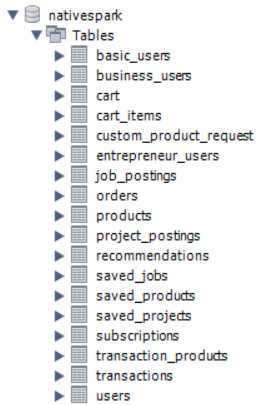 nativespark
Tables
basic_users
business_users
cart
cart_items
custom_product_request
entrepreneur_users
job_postings
orders
products
project_postings
recommendations
saved_jobs
saved_products
saved_projects
subscriptions
transaction_products
transactions
users